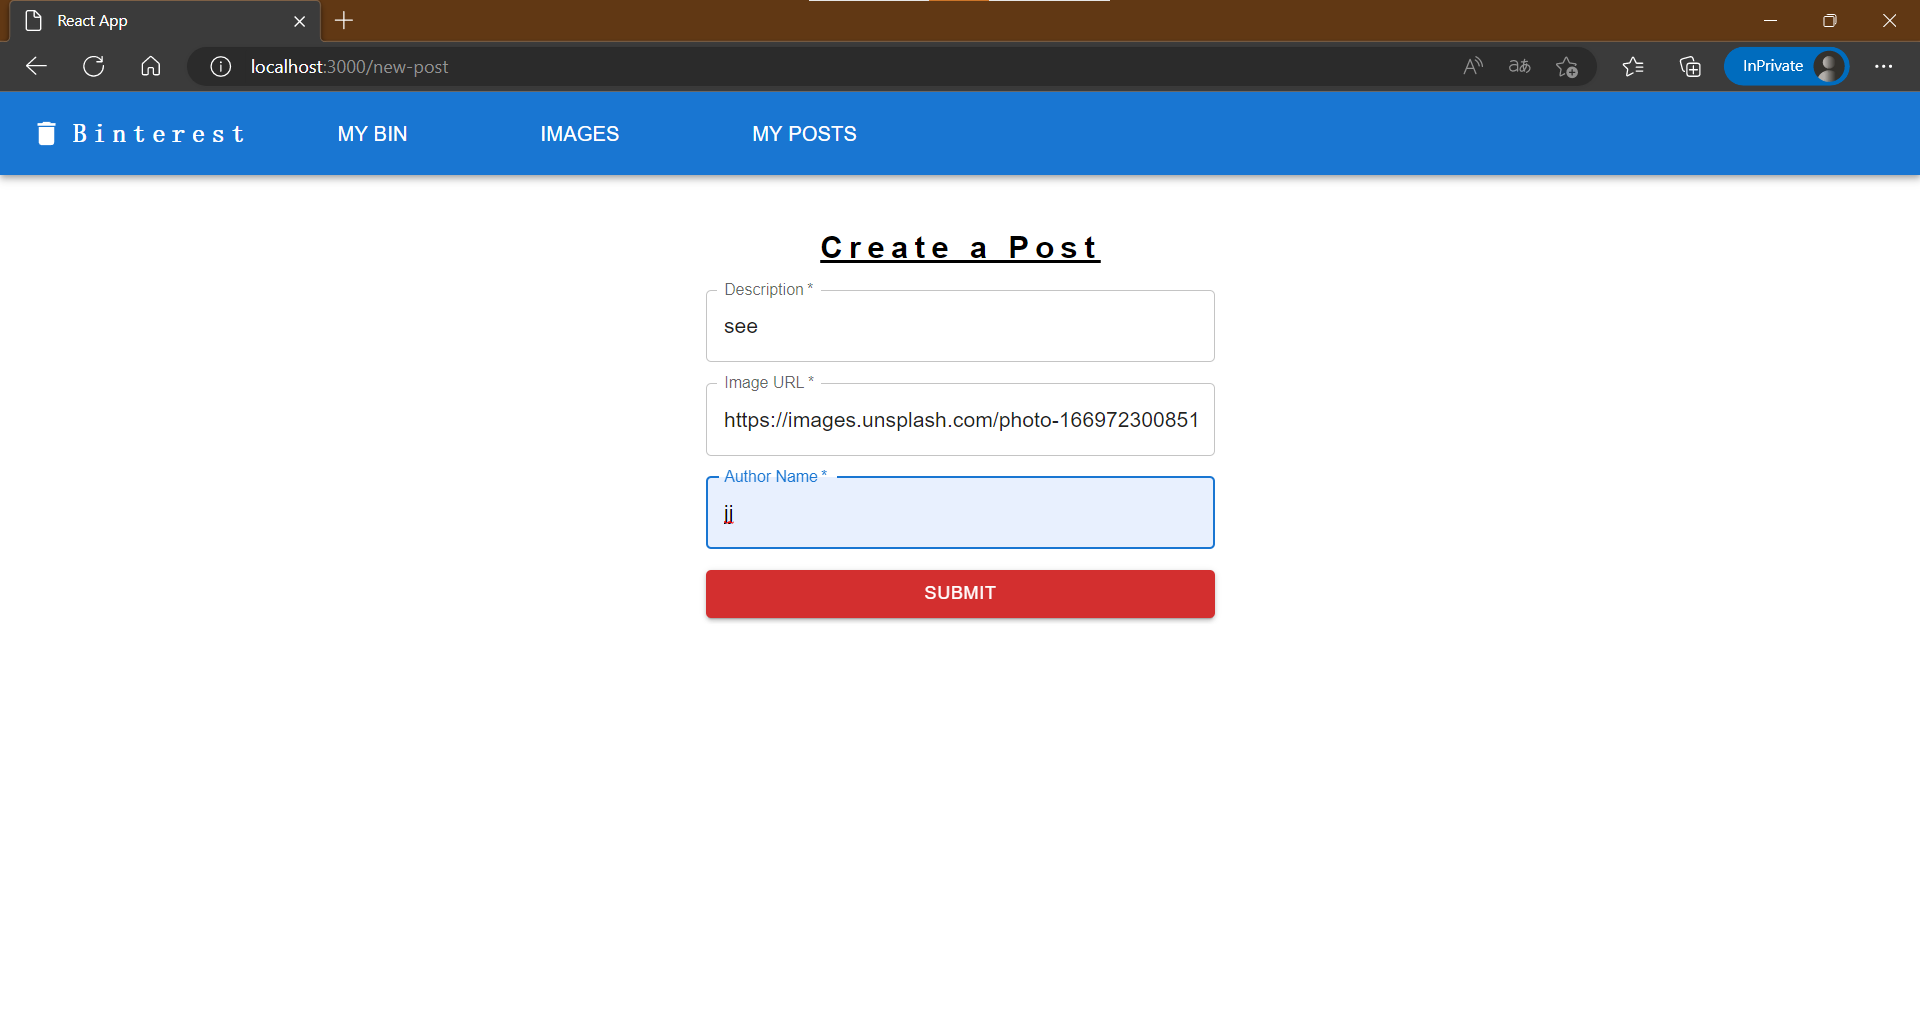 React App
localhost:3000/new-post
InPrivate
Binterest MY BIN IMAGES MY POSTS
Create a Post
Description *
see
Image URL *
https://images.unsplash.com/photo-166972300851
Author Name *
jj
SUBMIT